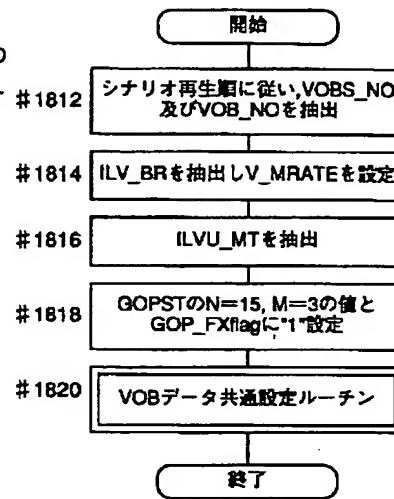 開始
#1812
シナリオ再生順に従い,VOBS_NO
及びVOB_NOを抽出
#1814
ILV_BRを抽出しV_MRATEを設定
#1816
ILVU_MTを抽出
#1818
GOPSTのN=15, M=3の値と
GOP_FXflagに"1"設定
#1820
VOBデータ共通設定ルーチン
終了